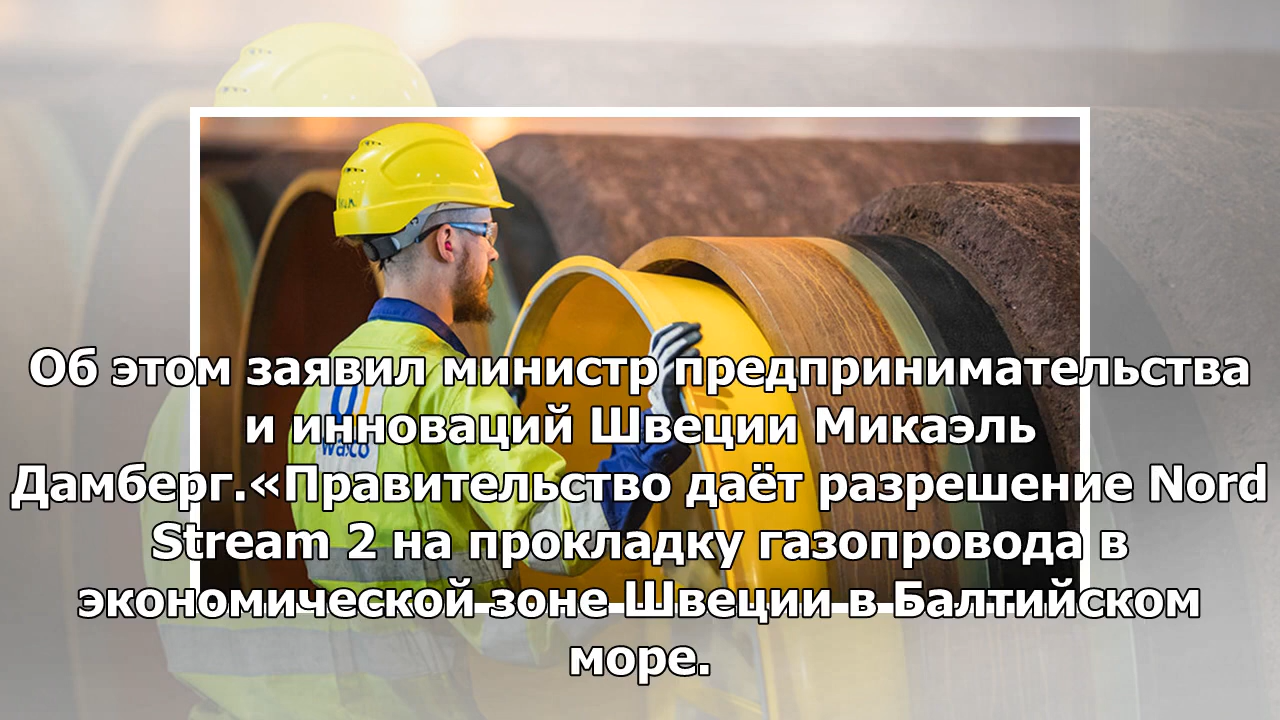 Об этом заявил министр предпринимательства
и инноваций Швеции Микаэль
Дамберг.«Правительство даёт разрешение Nord
Stream 2 на прокладку газопровода в
экономической зоне Швеции в Балтийском
море.
wasco